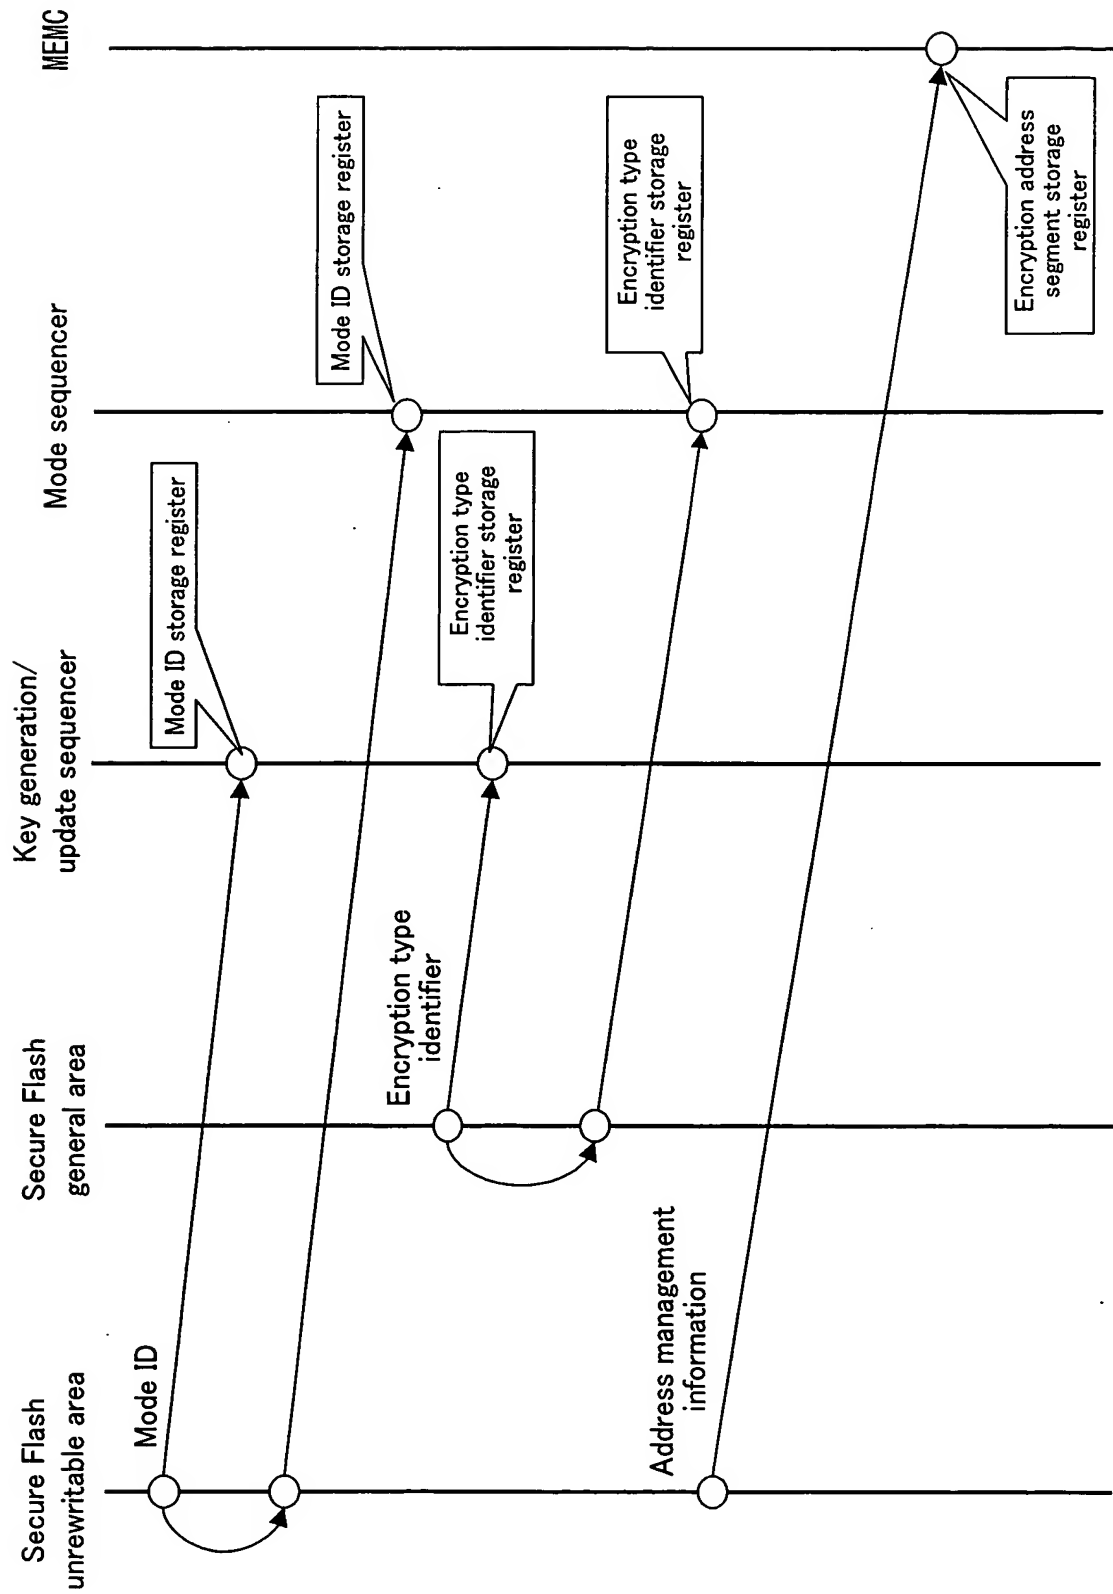 Secure Flash
unrewritable area
Secure Flash
general area
Key generation/
update sequencer
Mode sequencer
MEMC
Mode ID
Mode ID storage register
Mode ID storage register
Encryption type
identifier
Encryption type
identifier storage
register
Encryption type
identifier storage
register
Address management
information
Encryption address
segment storage
register